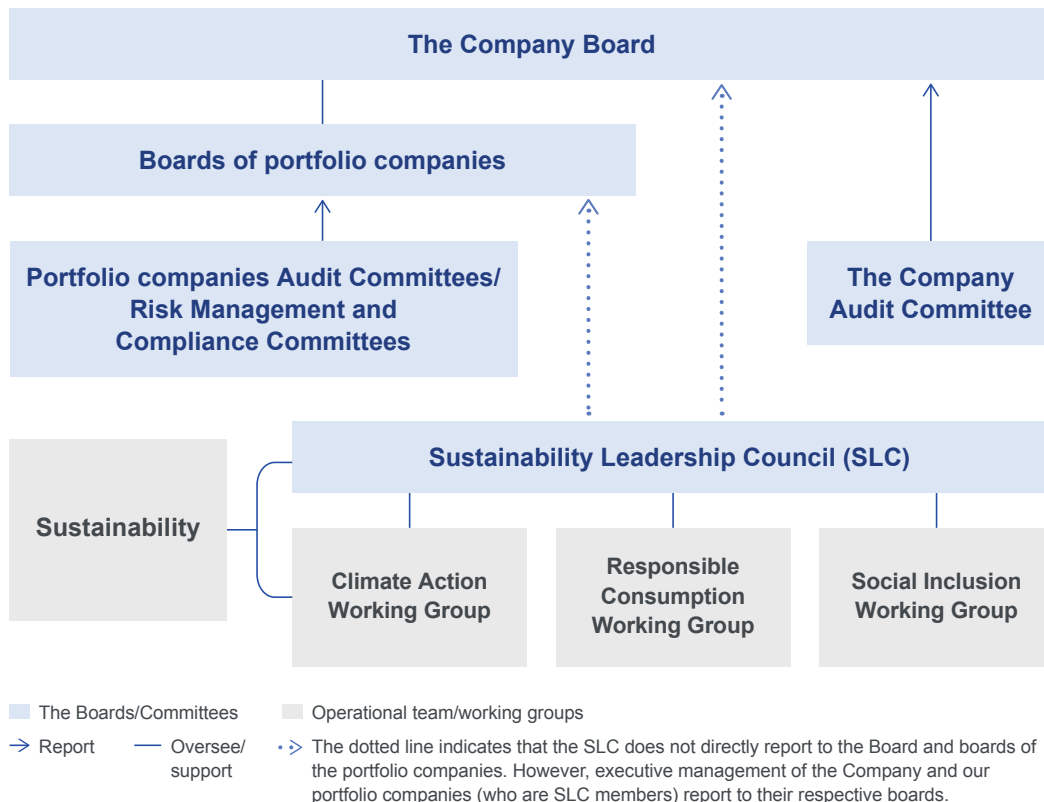 The Company Board
Boards of portfolio companies
Portfolio companies Audit Committees/
Risk Management and
Compliance Committees
The Company
Audit Committee
Sustainability Leadership Council (SLC)
Sustainability
Climate Action
Working Group
Responsible
Consumption
Working Group
Social Inclusion
Working Group
The Boards/Committees
Operational team/working groups
Report
Oversee/
support
The dotted line indicates that the SLC does not directly report to the Board and boards of
the portfolio companies. However, executive management of the Company and our
portfolio companies (who are SLC members) report to their respective boards.